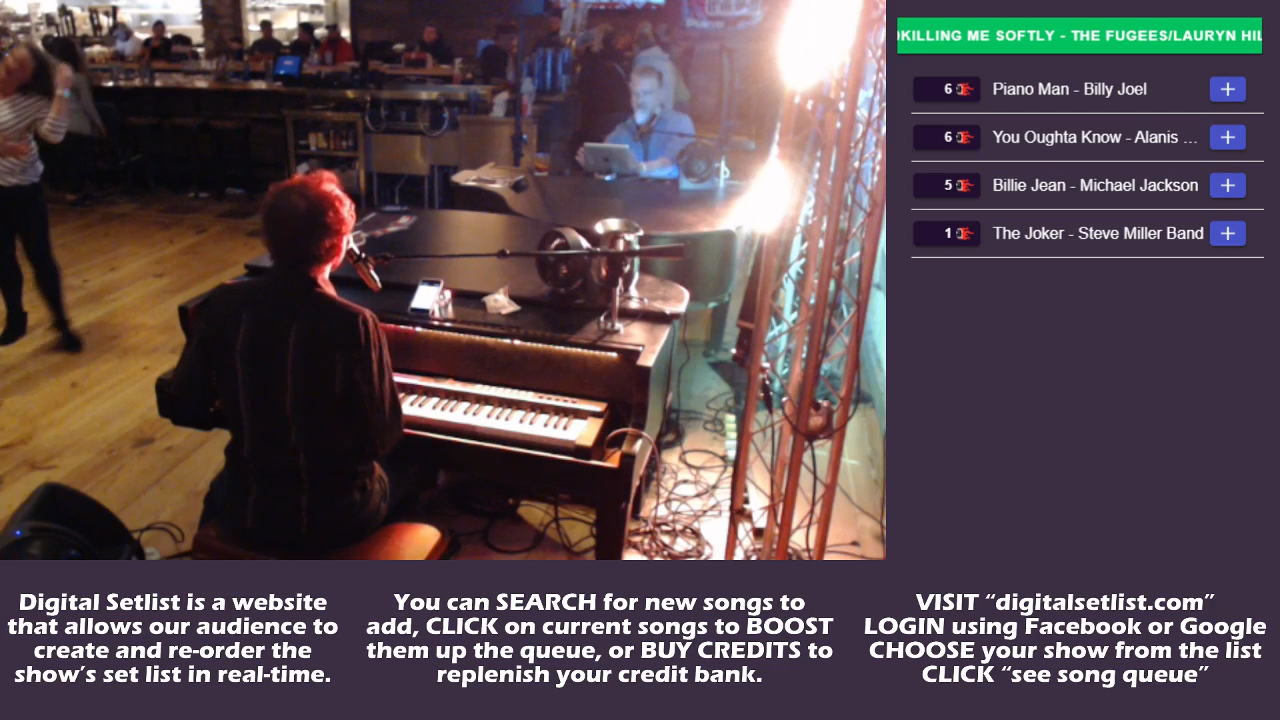 KILLING ME SOFTLY - THE FUGEES/LAURYN HIL
6 Piano Man - Billy Joel
6 You Oughta Know - Alanis ...
5 Billie Jean - Michael Jackson
1 The Joker - Steve Miller Band
Digital Setlist is a website
that allows our audience to
create and re-order the
show's set list in real-time.
You can SEARCH for new songs to
add, CLICK on current songs to BOOST
them up the queue, or BUY CREDITS to
replenish your credit bank.
VISIT “digitalsetlist.com”
LOGIN using Facebook or Google
CHOOSE your show from the list
CLICK “see song queue”